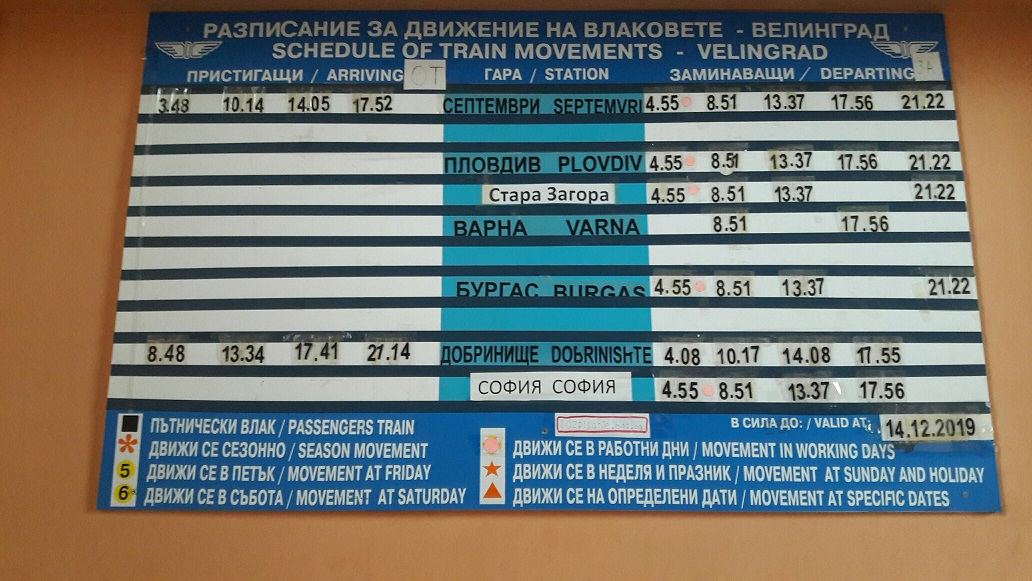 РАЗПИСАНИЕ ЗА ДВИЖЕНИЕ НА ВЛАКОВЕТЕ - ВЕЛИНГРАД
SCHEDULE OF TRAIN MOVEMENTS - VELINGRAD
ПРИСТИГАЩИ / ARRIVING ОТ ГАРА / STATION ЗАМИНАВАЩИ / DEPARTING ЗА
3.48 10.14 14.05 17.52 СЕПТЕМВРИ SEPTEMVRI 4.55 8.51 13.37 17.56 21.22
ПЛОВДИВ PLOVDIV 4.55 8.51 13.37 17.56 21.22
Стара Загора 4.55 8.51 13.37 21.22
ВАРНА VARNA 8.51 17.56
БУРГАС BURGAS 4.55 8.51 13.37 21.22
8.48 13.34 17.41 21.14 ДОБРИНИЩЕ DOBRINISHTE 4.08 10.17 14.08 17.55
СОФИЯ СОФИЯ 4.55 8.51 13.37 17.56
В СИЛА ДО: / VALID AT: 14.12.2019
ПЪТНИЧЕСКИ ВЛАК / PASSENGERS TRAIN
ДВИЖИ СЕ СЕЗОННО / SEASON MOVEMENT
5 ДВИЖИ СЕ В ПЕТЪК / MOVEMENT AT FRIDAY
6 ДВИЖИ СЕ В СЪБОТА / MOVEMENT AT SATURDAY
ДВИЖИ СЕ В РАБОТНИ ДНИ / MOVEMENT IN WORKING DAYS
ДВИЖИ СЕ В НЕДЕЛЯ И ПРАЗНИК / MOVEMENT AT SUNDAY AND HOLIDAY
ДВИЖИ СЕ НА ОПРЕДЕЛЕНИ ДАТИ / MOVEMENT AT SPECIFIC DATES